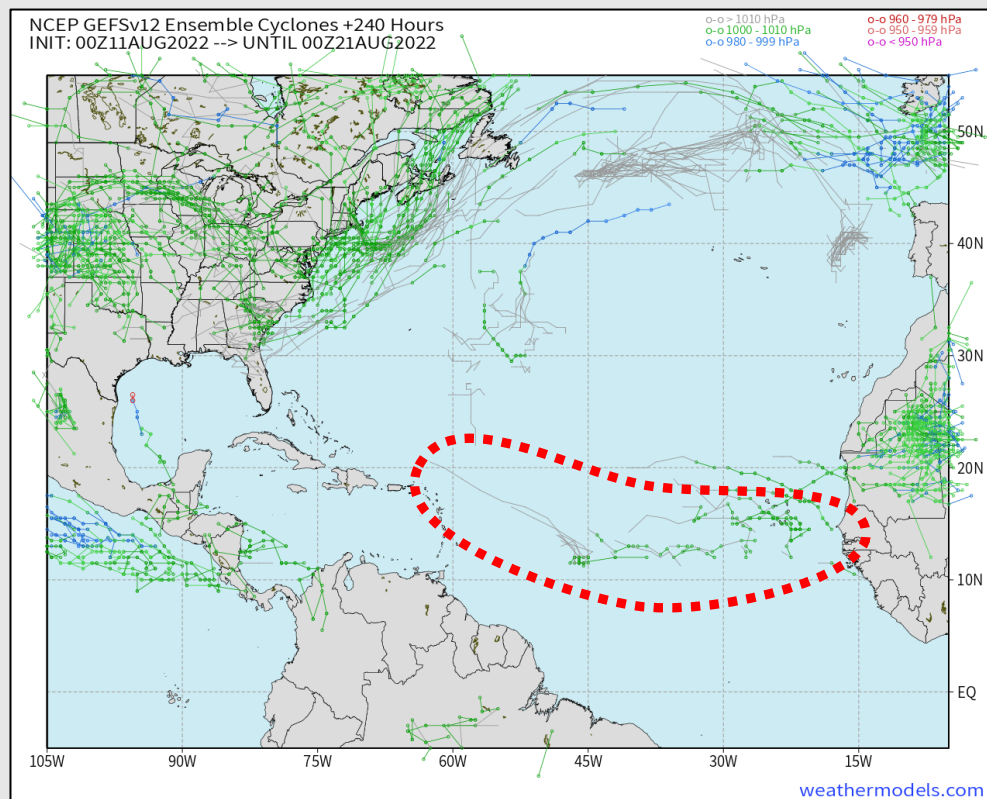 NCEP GEFSv12 Ensemble Cyclones +240 Hours
INIT: 00Z11AUG2022 --> UNTIL 00Z21AUG2022
o-o > 1010 hPa
o-o 1000 - 1010 hPa
o-o 980 - 999 hPa
o-o 960 - 979 hPa
o-o 950 - 959 hPa
o-o < 950 hPa
50N
40N
30N
20N
10N
EQ
105W 90W 75W 60W 45W 30W 15W
weathermodels.com